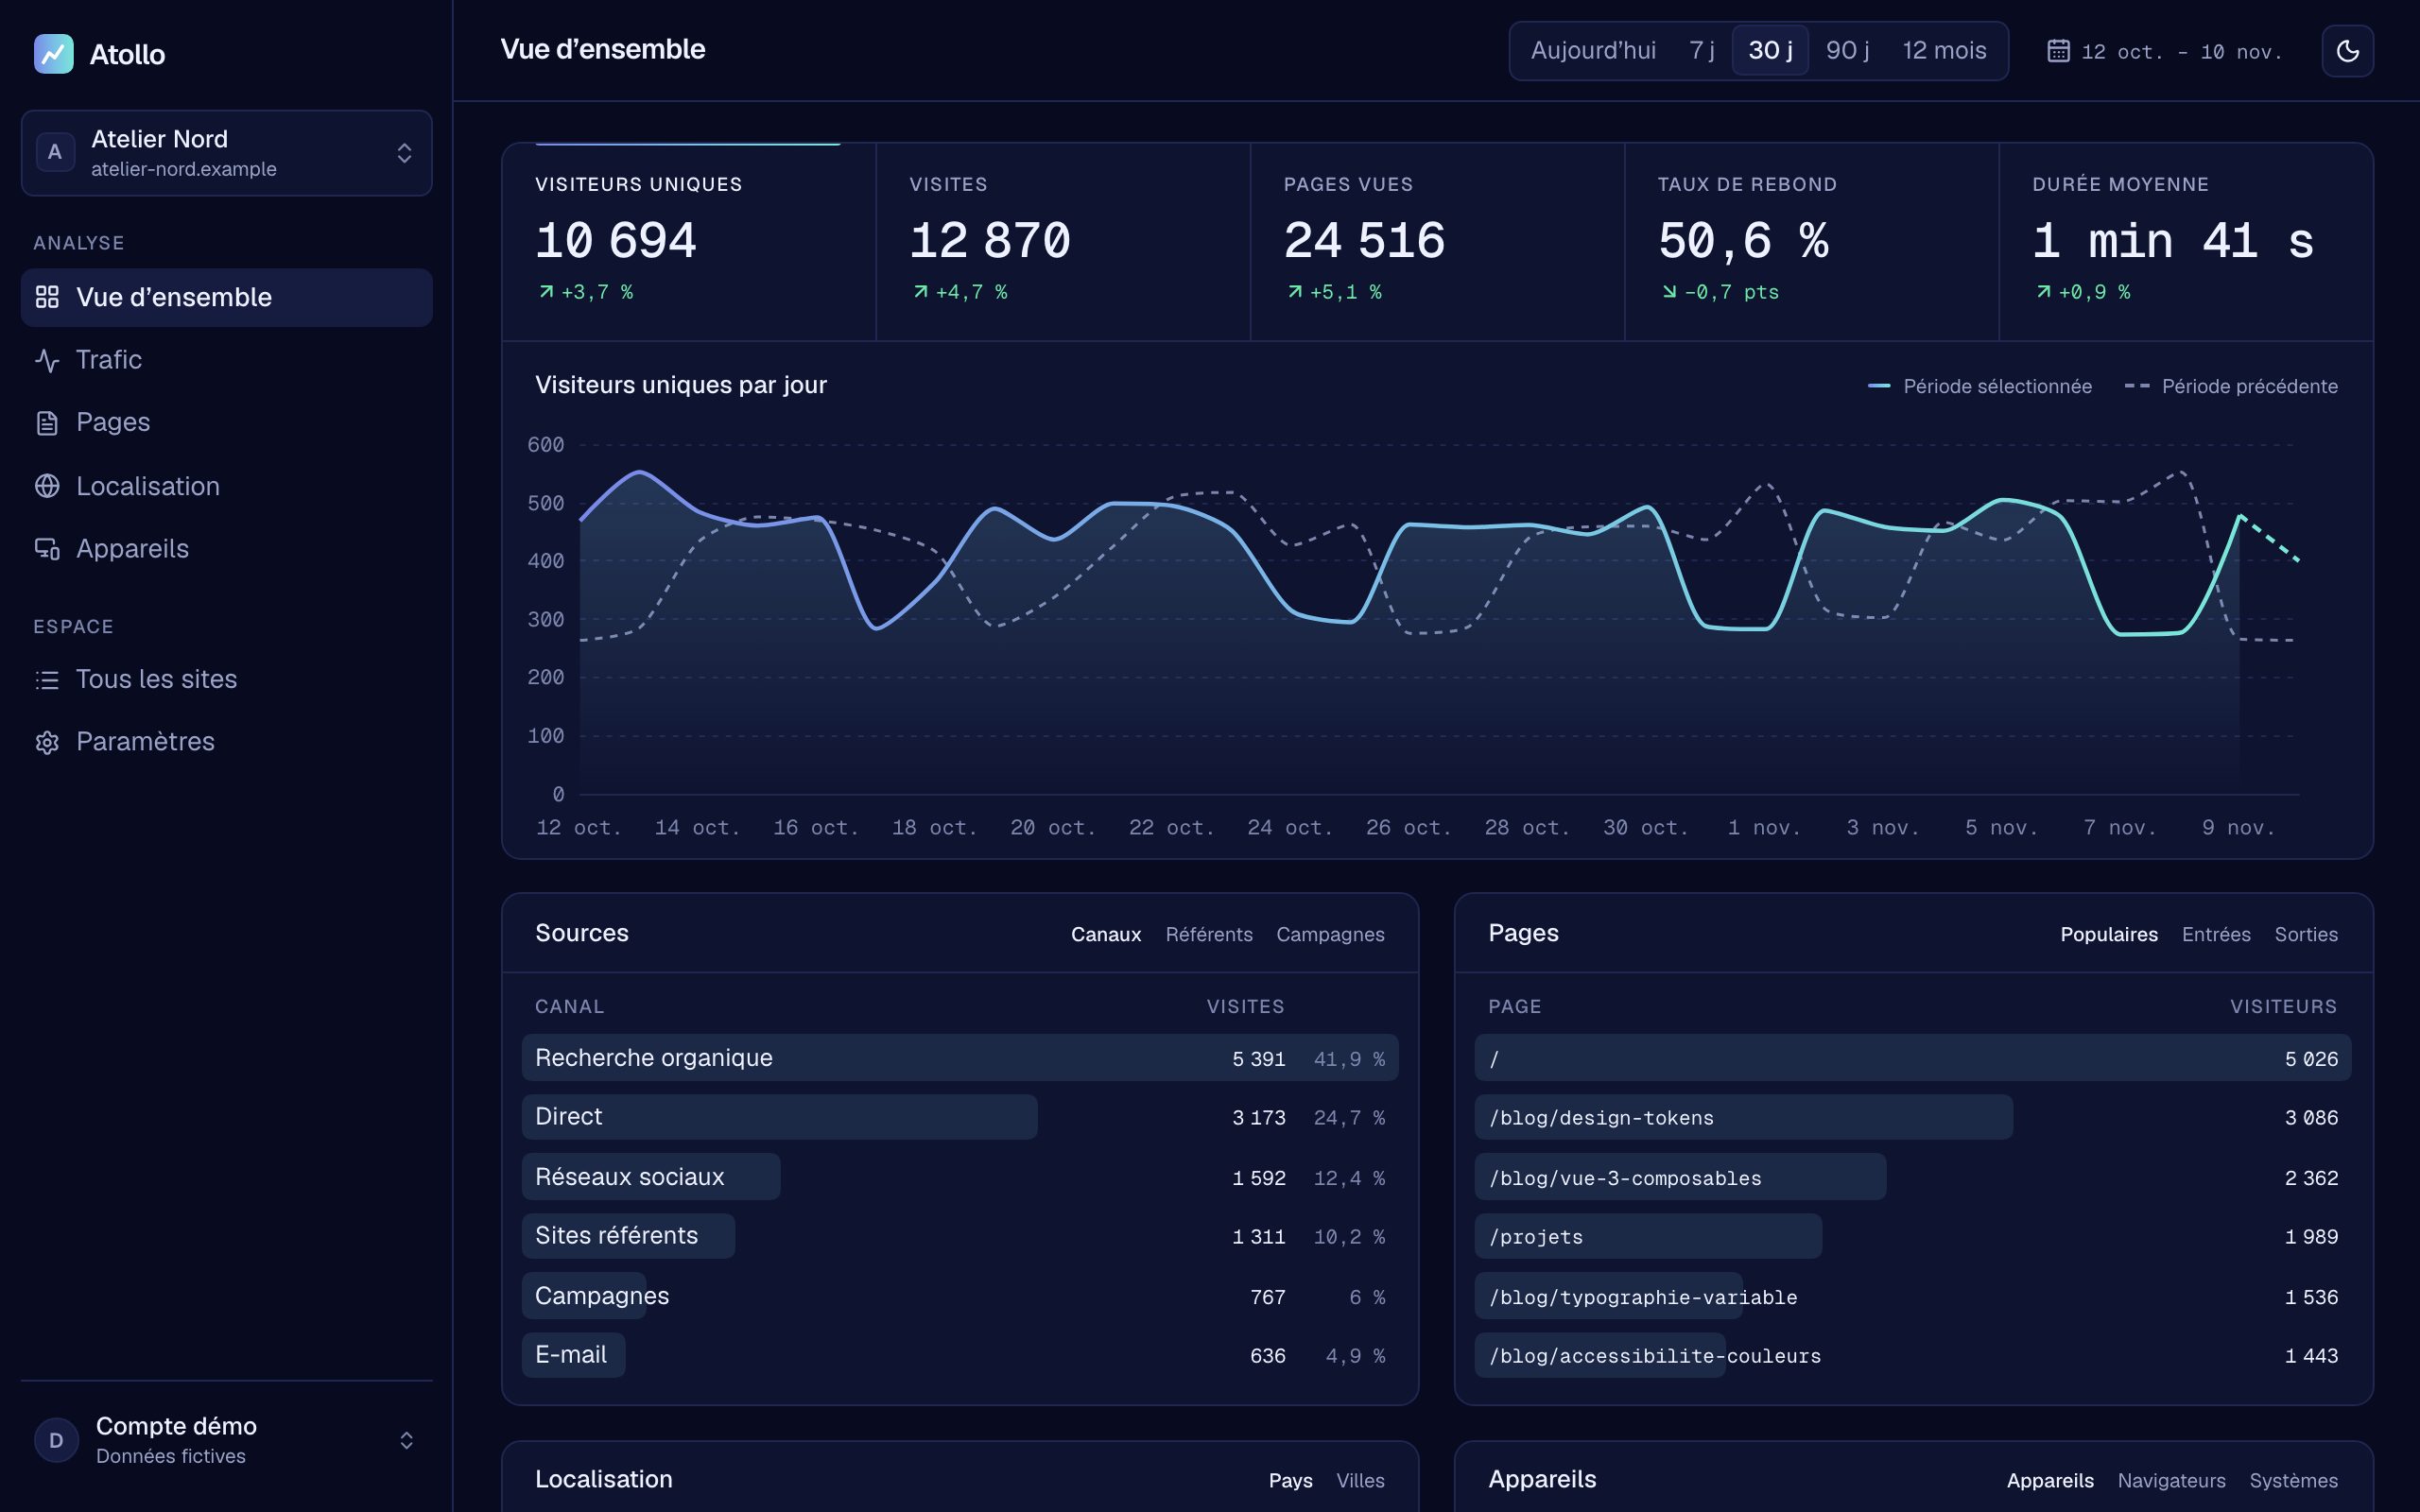 Atollo
A
Atelier Nord
atelier-nord.example
ANALYSE
Vue d’ensemble
Trafic
Pages
Localisation
Appareils
ESPACE
Tous les sites
Paramètres
D
Compte démo
Données fictives
Vue d’ensemble
Aujourd’hui 7 j 30 j 90 j 12 mois
12 oct. – 10 nov.
VISITEURS UNIQUES
10 694
+3,7 %
VISITES
12 870
+4,7 %
PAGES VUES
24 516
+5,1 %
TAUX DE REBOND
50,6 %
−0,7 pts
DURÉE MOYENNE
1 min 41 s
+0,9 %
Visiteurs uniques par jour
Période sélectionnée Période précédente
600
500
400
300
200
100
0
12 oct. 14 oct. 16 oct. 18 oct. 20 oct. 22 oct. 24 oct. 26 oct. 28 oct. 30 oct. 1 nov. 3 nov. 5 nov. 7 nov. 9 nov.
Sources
Canaux Référents Campagnes
CANAL VISITES
Recherche organique 5 391 41,9 %
Direct 3 173 24,7 %
Réseaux sociaux 1 592 12,4 %
Sites référents 1 311 10,2 %
Campagnes 767 6 %
E-mail 636 4,9 %
Pages
Populaires Entrées Sorties
PAGE VISITEURS
/ 5 026
/blog/design-tokens 3 086
/blog/vue-3-composables 2 362
/projets 1 989
/blog/typographie-variable 1 536
/blog/accessibilite-couleurs 1 443
Localisation
Pays Villes
Appareils
Appareils Navigateurs Systèmes